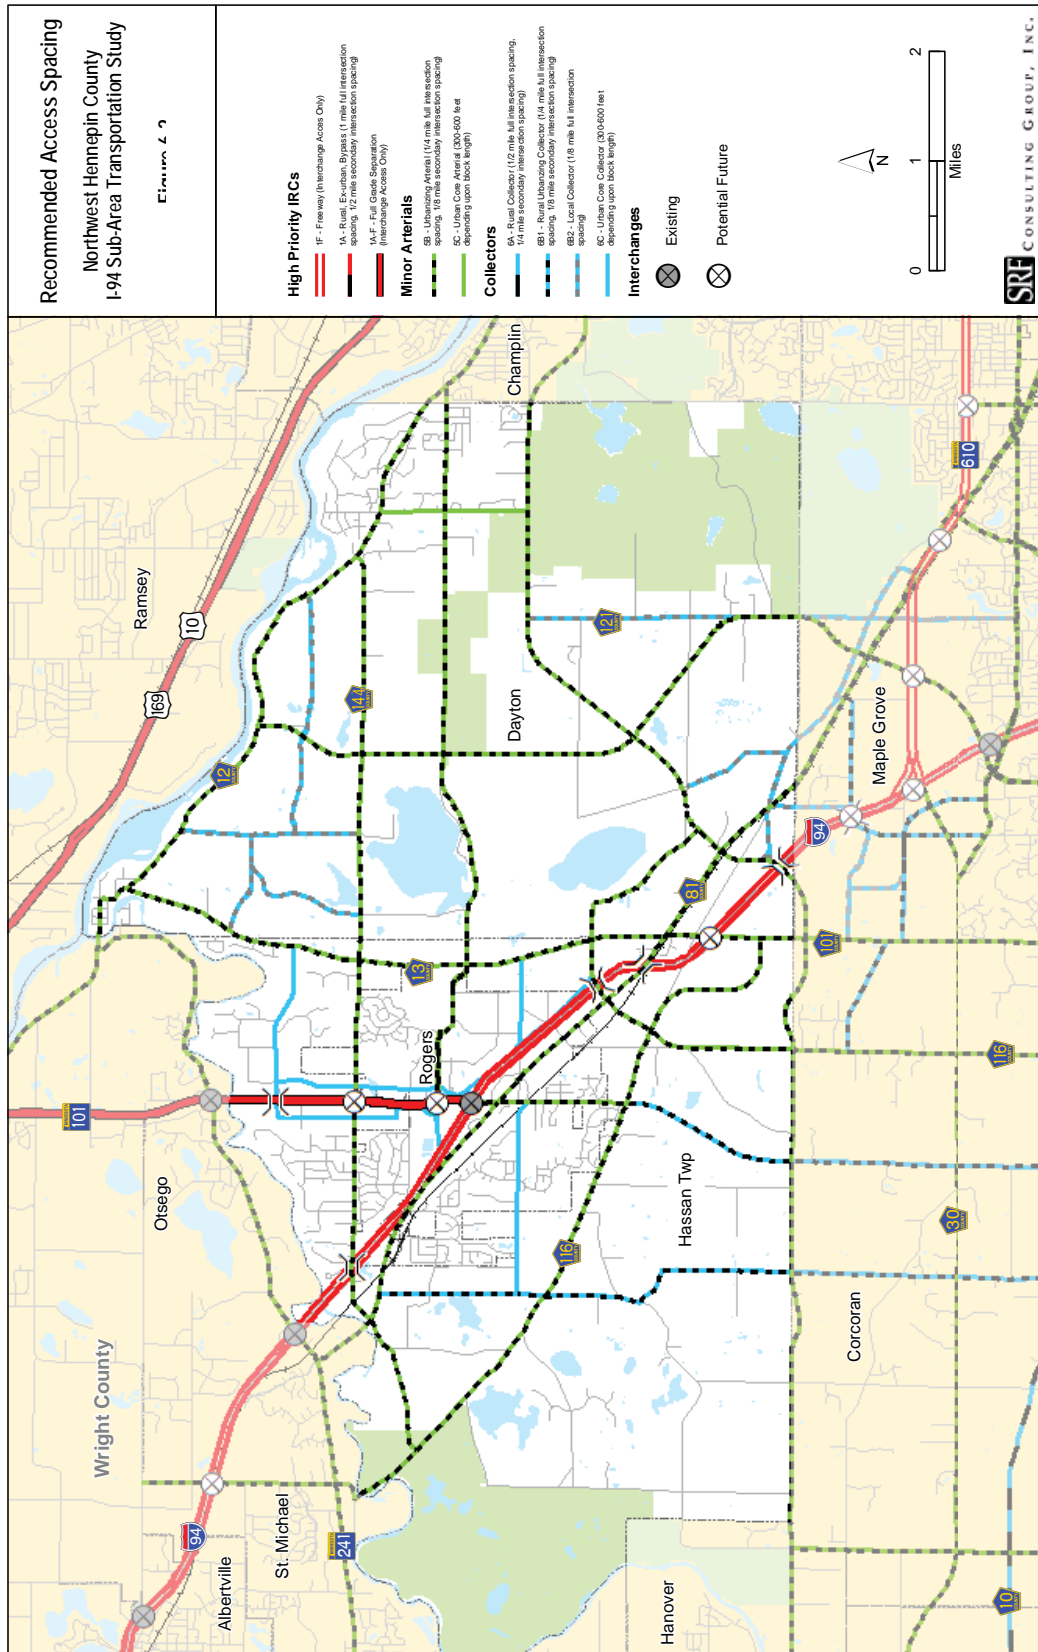 Recommended Access Spacing
Northwest Hennepin County
I-94 Sub-Area Transportation Study
High Priority IRCs
1F - Freeway (Interchange Acces Only)
1A - Rural, Ex-urban, Bypass (1 mile full intersection
spacing, 1/2 mile secondary intersection spacing)
1A-F - Full Grade Separation
(Interchange Access Only)
Minor Arterials
5B - Urbanizing Arterial (1/4 mile full intersection
spacing, 1/8 mile secondary intersection spacing)
5C - Urban Core Arterial (300-600 feet
depending upon block length)
Collectors
6A - Rural Collector (1/2 mile full intersection spacing,
1/4 mile secondary intersection spacing)
6B1 - Rural Urbanzing Collector (1/4 mile full intersection
spacing, 1/8 mile secondary intersection spacing)
6B2 - Local Collector (1/8 mile full intersection
spacing)
6C - Urban Core Collector (300-600 feet
depending upon block length)
Interchanges
Existing
Potential Future
N
0 1 2
Miles
SRF CONSULTING GROUP, INC.
Wright County
Otsego
Ramsey
Champlin
Albertville
St. Michael
Hanover
Rogers
Dayton
Hassan Twp
Corcoran
Maple Grove
94
241
101
169
10
12
144
13
121
610
81
94
101
116
116
30
10